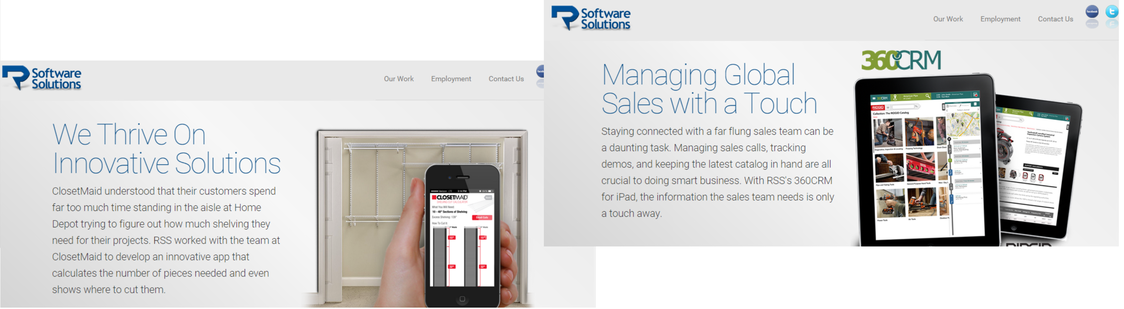 Software
Solutions
Our Work
Employment
Contact Us
We Thrive On
Innovative Solutions
ClosetMaid understood that their customers spend
far too much time standing in the aisle at Home
Depot trying to figure out how much shelving they
need for their projects. RSS worked with the team at
ClosetMaid to develop an innovative app that
calculates the number of pieces needed and even
shows where to cut them.
CLOSETMAID
Software
Solutions
Our Work
Employment
Contact Us
360CRM
Managing Global
Sales with a Touch
Staying connected with a far flung sales team can be
a daunting task. Managing sales calls, tracking
demos, and keeping the latest catalog in hand are all
crucial to doing smart business. With RSS's 360CRM
for iPad, the information the sales team needs is only
a touch away.